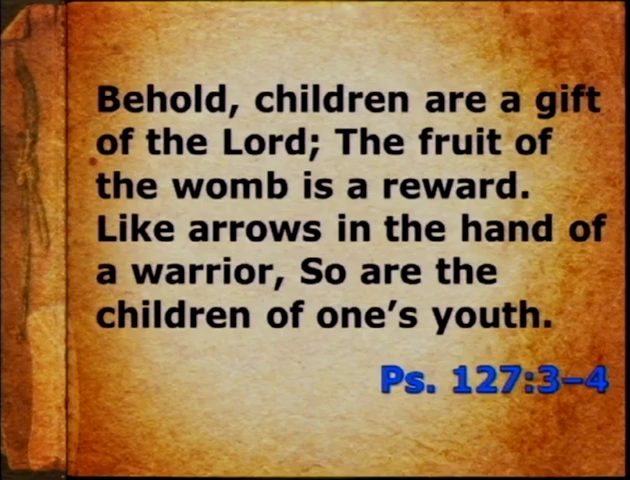 Behold, children are a gift
of the Lord; The fruit of
the womb is a reward.
Like arrows in the hand of
a warrior, So are the
children of one's youth.
Ps. 127:3–4